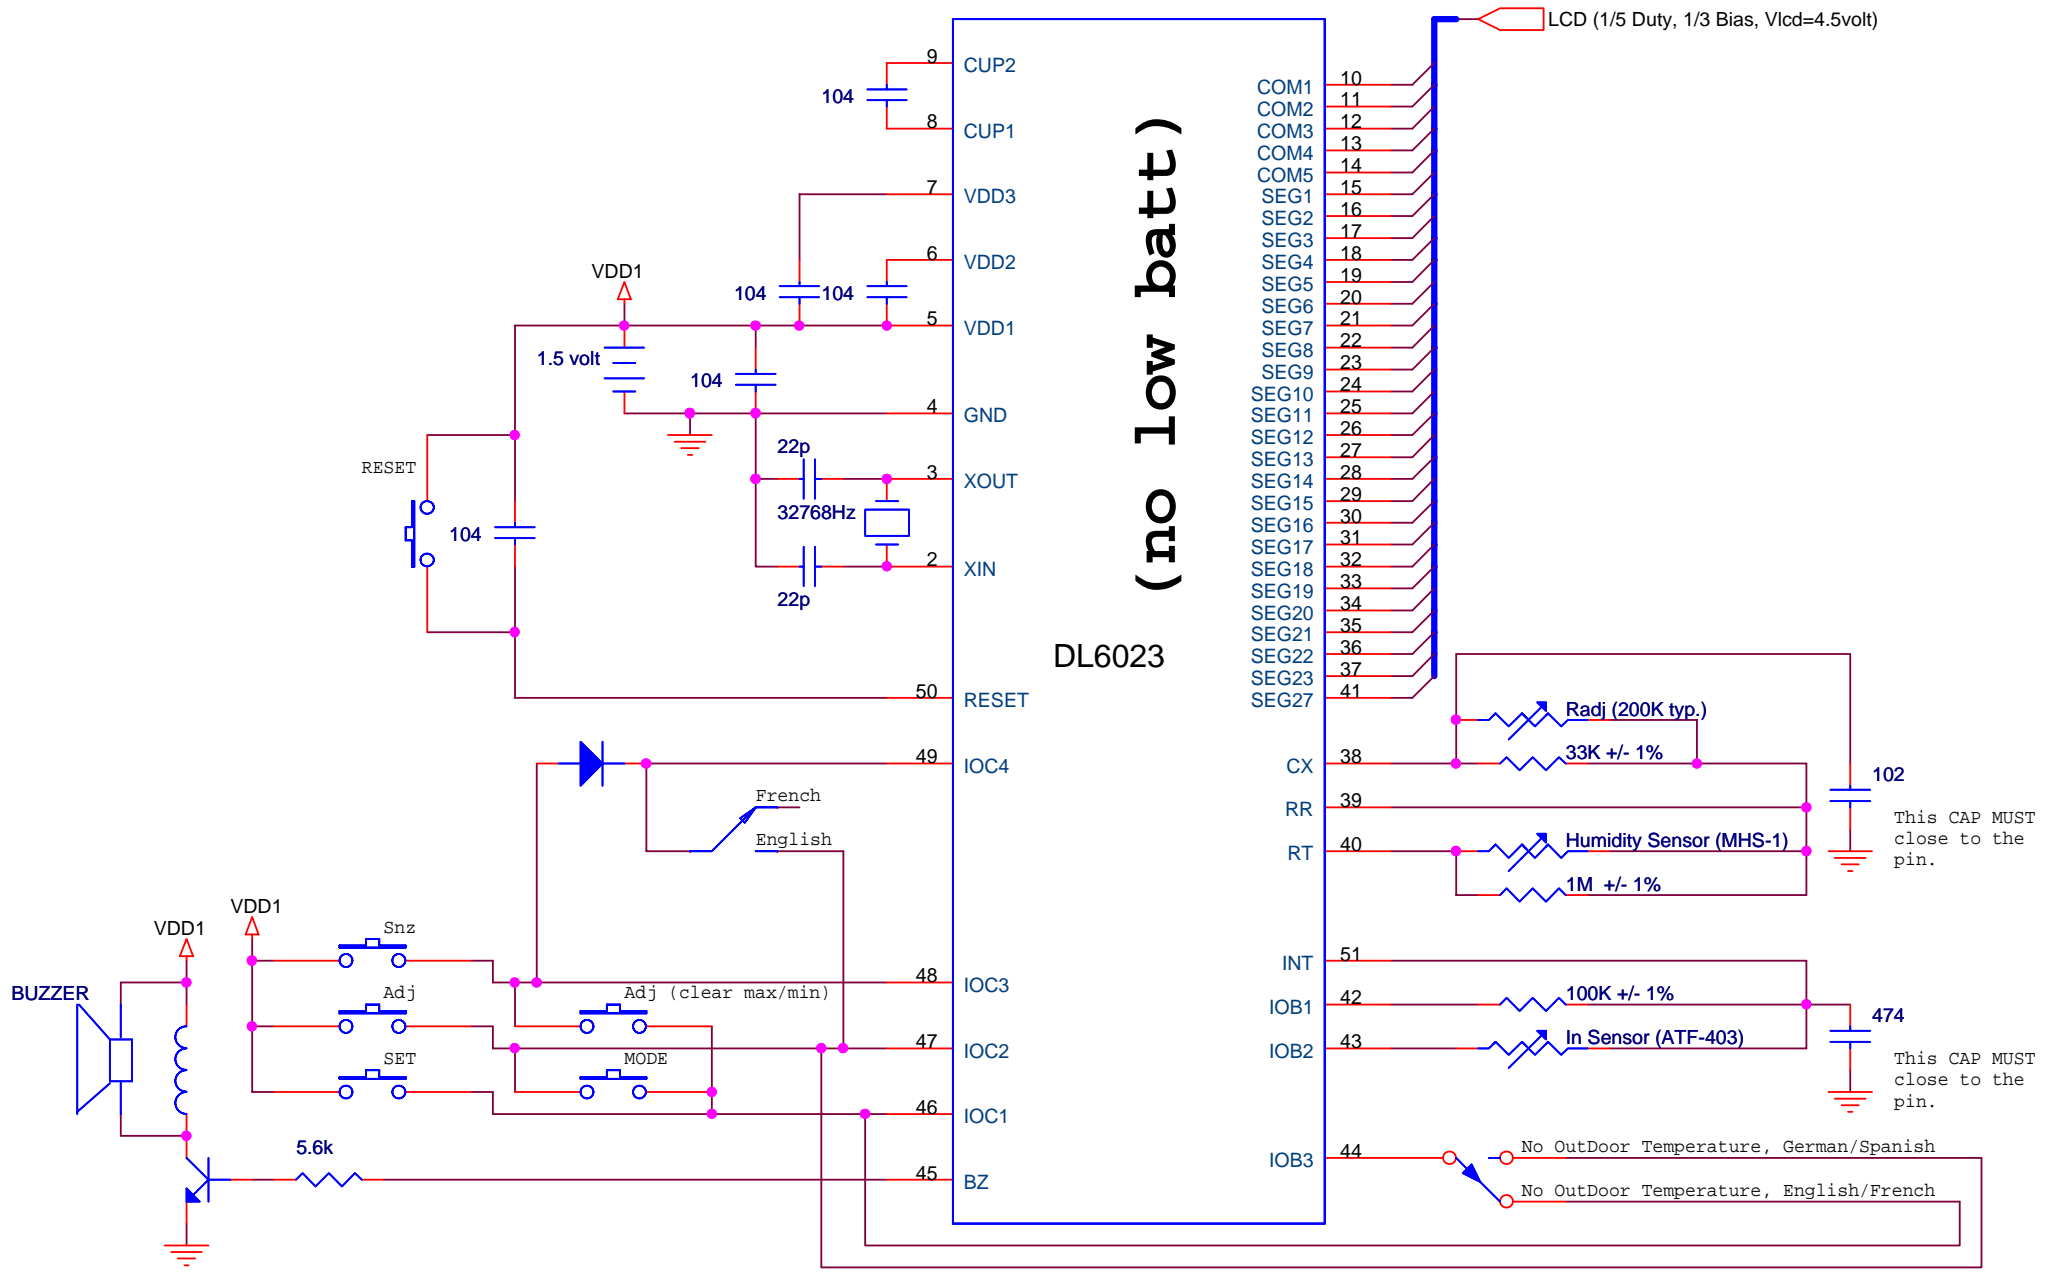 LCD (1/5 Duty, 1/3 Bias, Vlcd=4.5volt)
9
CUP2
104
8
CUP1
7
VDD3
6
VDD2
VDD1
104
104
5
VDD1
1.5 volt
104
4
GND
22p
3
XOUT
32768Hz
2
XIN
22p
RESET
104
50
RESET
49
IOC4
French
English
VDD1
VDD1
Snz
48
IOC3
BUZZER
Adj
Adj (clear max/min)
47
IOC2
SET
MODE
46
IOC1
5.6k
45
BZ
(no low batt)
DL6023
COM1
10
COM2
11
COM3
12
COM4
13
COM5
14
SEG1
15
SEG2
16
SEG3
17
SEG4
18
SEG5
19
SEG6
20
SEG7
21
SEG8
22
SEG9
23
SEG10
24
SEG11
25
SEG12
26
SEG13
27
SEG14
28
SEG15
29
SEG16
30
SEG17
31
SEG18
32
SEG19
33
SEG20
34
SEG21
35
SEG22
36
SEG23
37
SEG27
41
Radj (200K typ.)
CX
38
33K +/- 1%
102
RR
39
This CAP MUST
close to the
pin.
RT
40
Humidity Sensor (MHS-1)
1M +/- 1%
INT
51
IOB1
42
100K +/- 1%
474
IOB2
43
In Sensor (ATF-403)
This CAP MUST
close to the
pin.
IOB3
44
No OutDoor Temperature, German/Spanish
No OutDoor Temperature, English/French